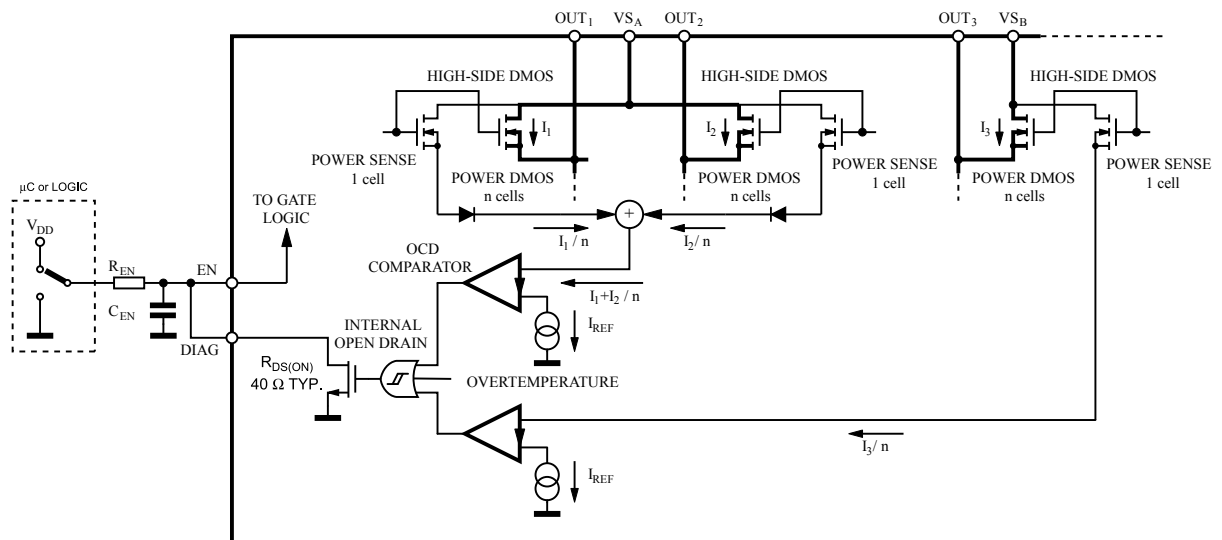 OUT1 VSA OUT2 OUT3 VSB
HIGH-SIDE DMOS
HIGH-SIDE DMOS
HIGH-SIDE DMOS
I1
I2
I3
POWER SENSE
1 cell
POWER DMOS
n cells
POWER DMOS
n cells
POWER SENSE
1 cell
POWER DMOS
n cells
POWER SENSE
1 cell
μC or LOGIC
VDD
REN
CEN
TO GATE
LOGIC
EN
DIAG
+
I1 / n
I2 / n
OCD
COMPARATOR
I1+I2 / n
IREF
INTERNAL
OPEN DRAIN
RDS(ON)
40 Ω TYP.
OVERTEMPERATURE
I3/ n
IREF